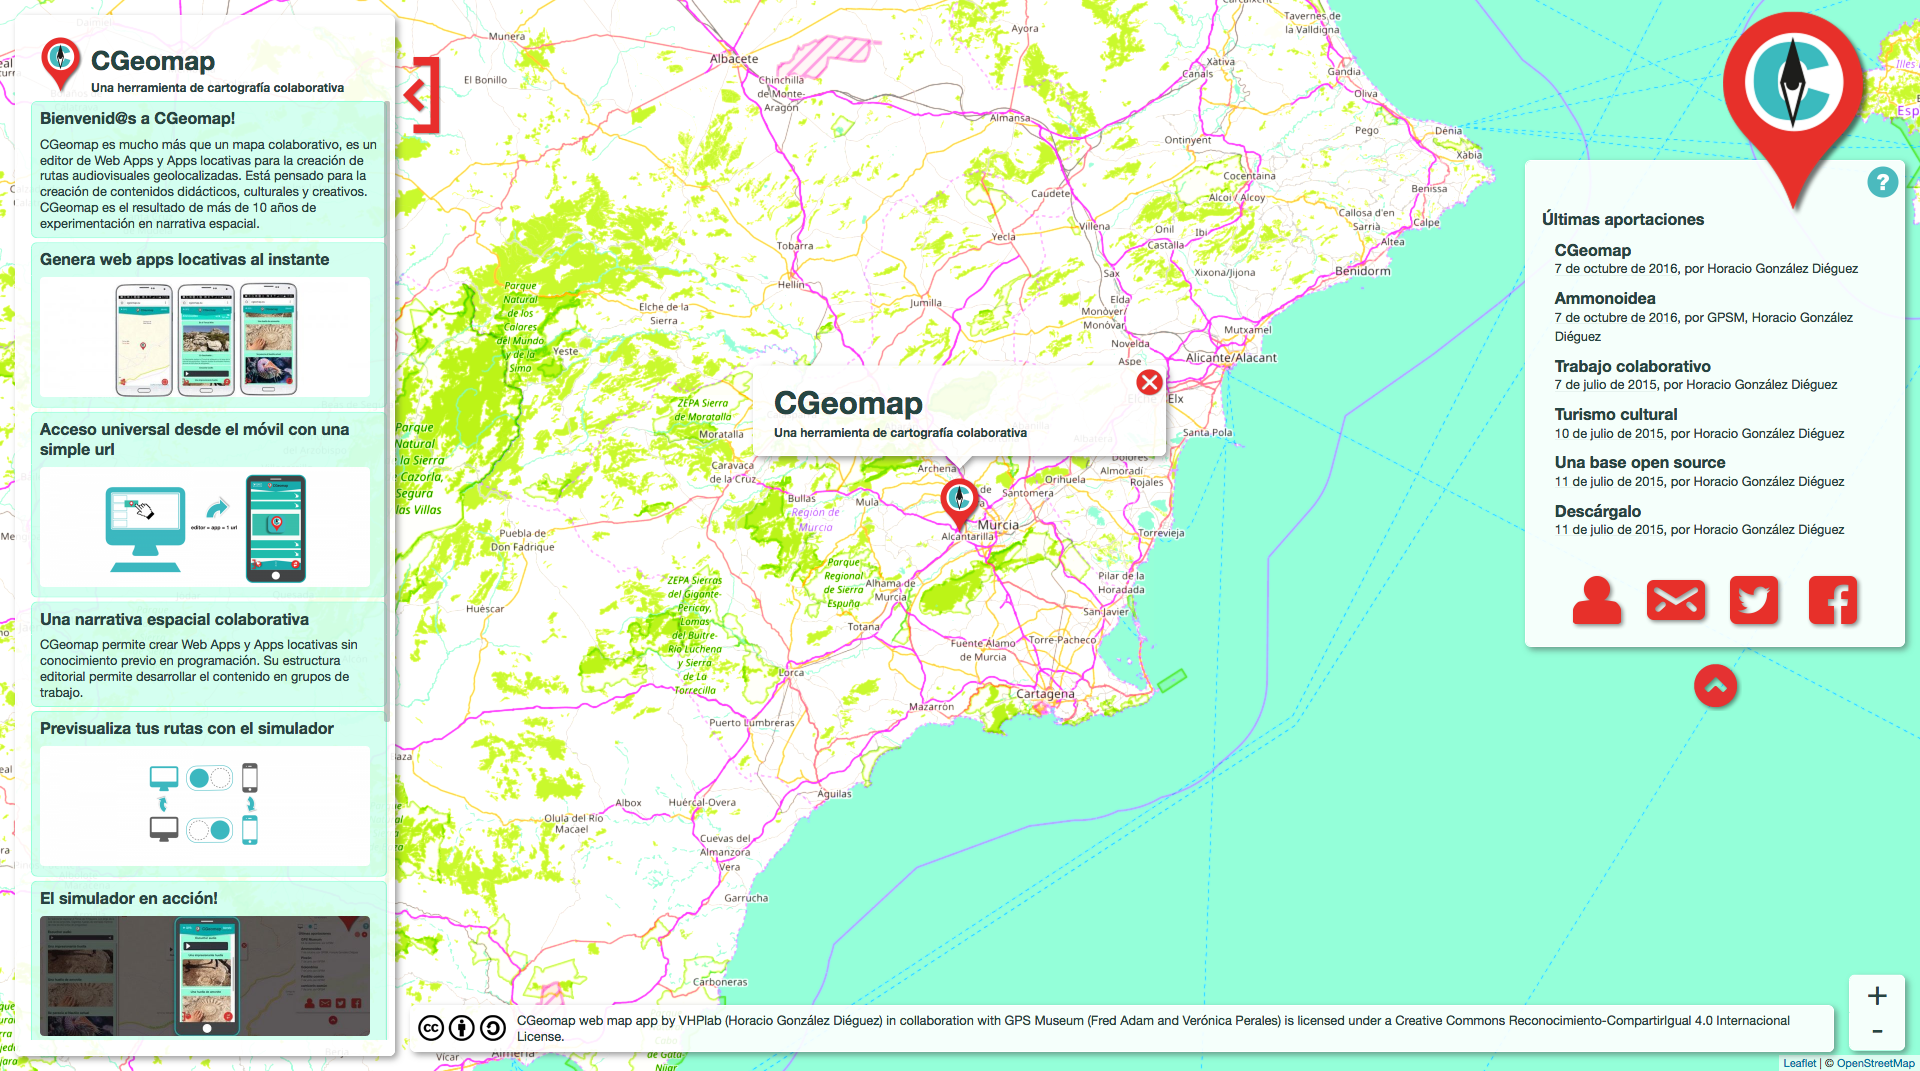 CGeomap
Una herramienta de cartografía colaborativa
Bienvenid@s a CGeomap!
CGeomap es mucho más que un mapa colaborativo, es un
editor de Web Apps y Apps locativas para la creación de
rutas audiovisuales geolocalizadas. Está pensado para la
creación de contenidos didácticos, culturales y creativos.
CGeomap es el resultado de más de 10 años de
experimentación en narrativa espacial.
Genera web apps locativas al instante
Acceso universal desde el móvil con una
simple url
editor = app = 1 url
Una narrativa espacial colaborativa
CGeomap permite crear Web Apps y Apps locativas sin
conocimiento previo en programación. Su estructura
editorial permite desarrollar el contenido en grupos de
trabajo.
Previsualiza tus rutas con el simulador
El simulador en acción!
Munera
El Bonillo
Albacete
Chinchilla
de Monte-
Aragón
Ayora
Tavernes de
la Valldigna
Xàtiva
Canals
Gandia
Oliva
Almansa
Ontinyent
Pego
Dénia
Xàbia
Cocentaina
Benissa
Caudete
Alcoi / Alcoy
Callosa d'en
Sarrià
Calpe
Villena
Onil
Ibi
Castalla
Altea
Yecla
Tobarra
Sax
Xixona/Jijona
Benidorm
Hellín
Parque
Natural
de los
Calares
del Mundo
y de la
Sima
Elche de la
Sierra
Jumilla
Elda
Monòver/
Monóvar
Mutxamel
Novelda
Yeste
Aspe
Alicante/Alacant
CGeomap
Una herramienta de cartografía colaborativa
Elx
ZEPA Sierra
de Moratalla
Moratalla
Santa Pola
Parque
Natural
de la Sierra
Cazorla,
Segura
las Villas
Caravaca
de la Cruz
Archena
Dolores
Almoradí
Orihuela
Rojales
Santomera
Bullas
Mula
Región de
Murcia
Murcia
Alcantarilla
Torrevieja
Puebla de
Don Fadrique
Parque
Regional
de Sierra
Espuña
Alhama de
Murcia
Pilar de la
Horadada
ZEPA Sierras
del Gigante-
Pericay,
Lomas
del Buitre-
Río Luchena
y Sierra
de La
Torrecilla
Huéscar
San Javier
Totana
Fuente Álamo
de Murcia
Torre-Pacheco
Lorca
Cartagena
Mazarrón
Puerto Lumbreras
Águilas
Albox
Huércal-Overa
Olula del Río
Macael
Cuevas del
Almanzora
Vera
Garrucha
Carboneras
Vícar
Almería
Cabo de
de Gata-
Níjar
Illes
Últimas aportaciones
CGeomap
7 de octubre de 2016, por Horacio González Diéguez
Ammonoidea
7 de octubre de 2016, por GPSM, Horacio González
Diéguez
Trabajo colaborativo
7 de julio de 2015, por Horacio González Diéguez
Turismo cultural
10 de julio de 2015, por Horacio González Diéguez
Una base open source
11 de julio de 2015, por Horacio González Diéguez
Descárgalo
11 de julio de 2015, por Horacio González Diéguez
CGeomap web map app by VHPlab (Horacio González Diéguez) in collaboration with GPS Museum (Fred Adam and Verónica Perales) is licensed under a Creative Commons Reconocimiento-CompartirIgual 4.0 Internacional
License.
Leaflet | © OpenStreetMap